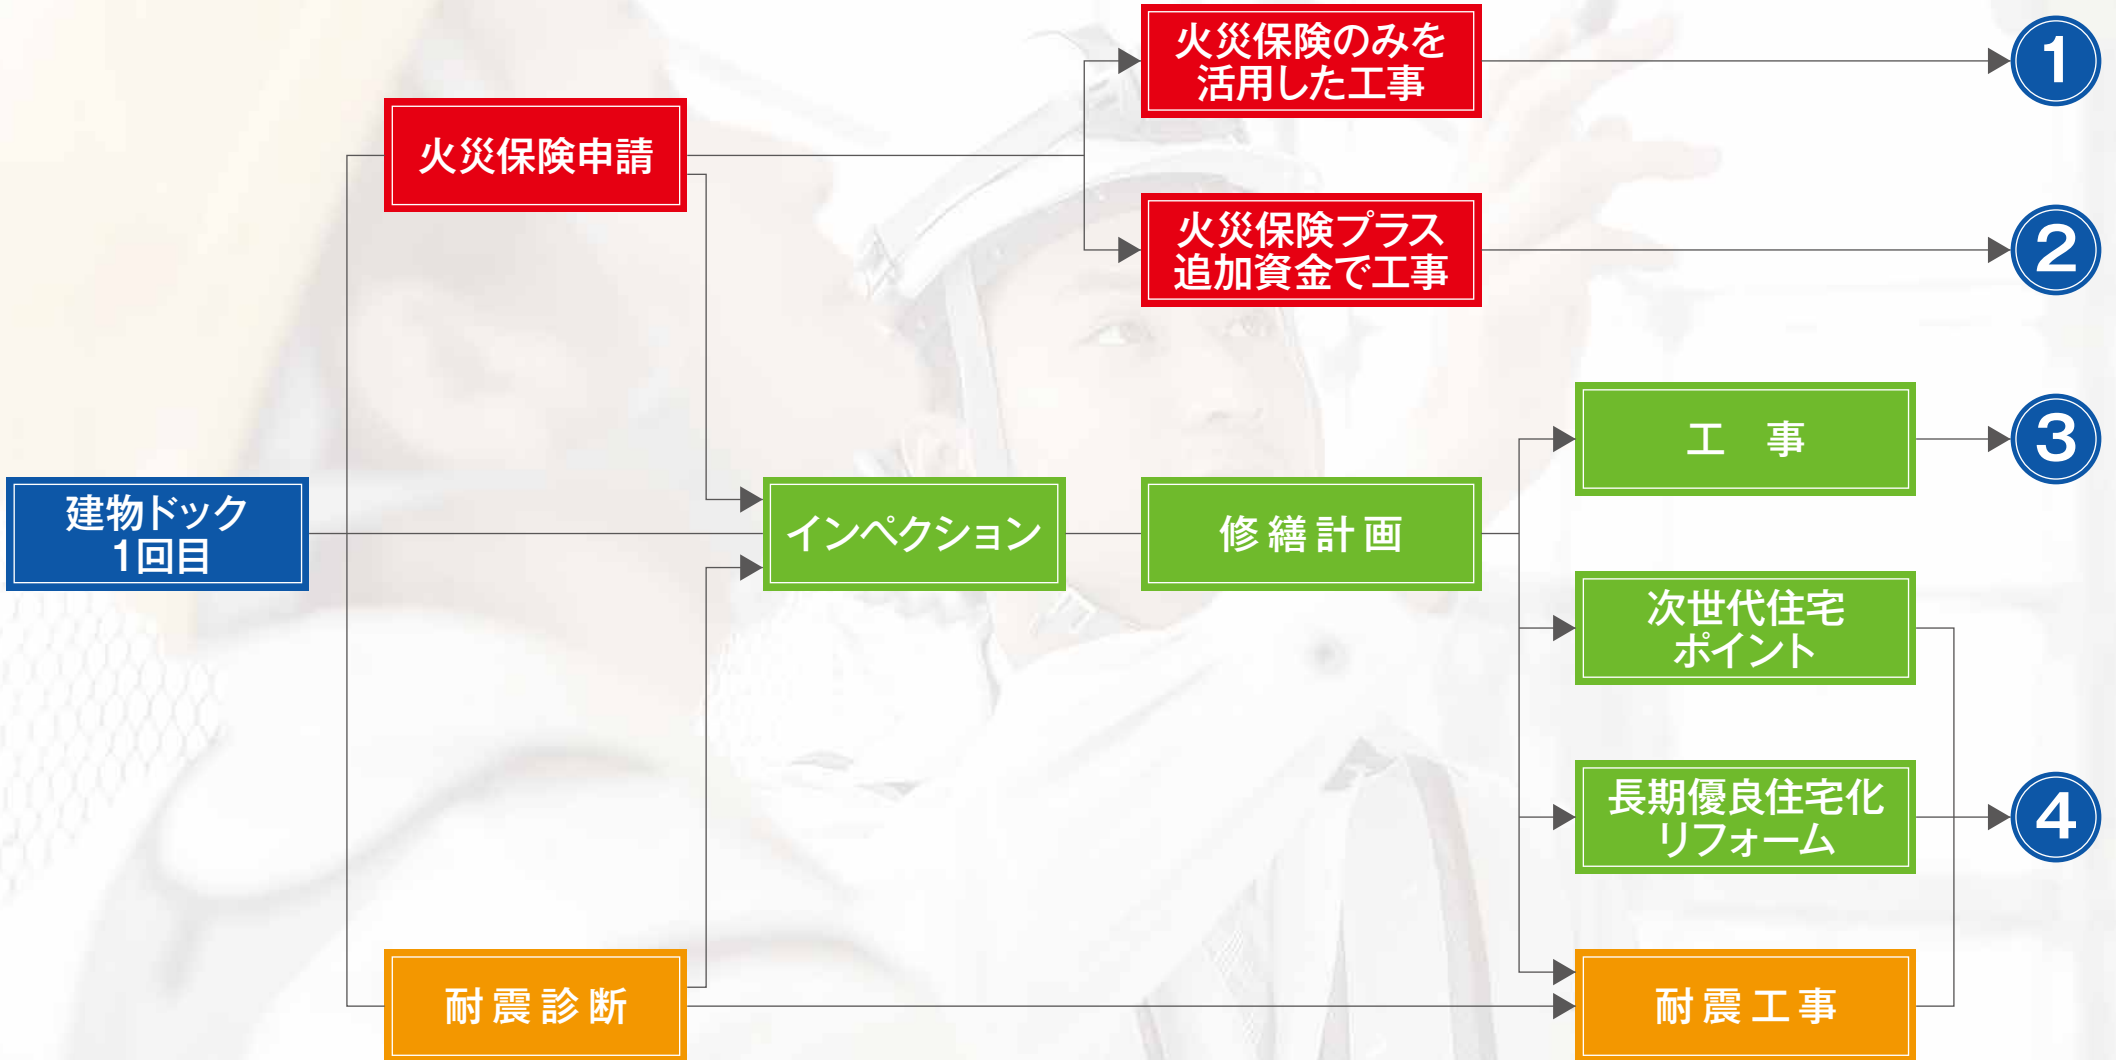 火災保険のみを
活用した工事
1
火災保険申請
火災保険プラス
追加資金で工事
2
工 事
3
建物ドック
1回目
インペクション
修繕計画
次世代住宅
ポイント
長期優良住宅化
リフォーム
4
耐震診断
耐震工事